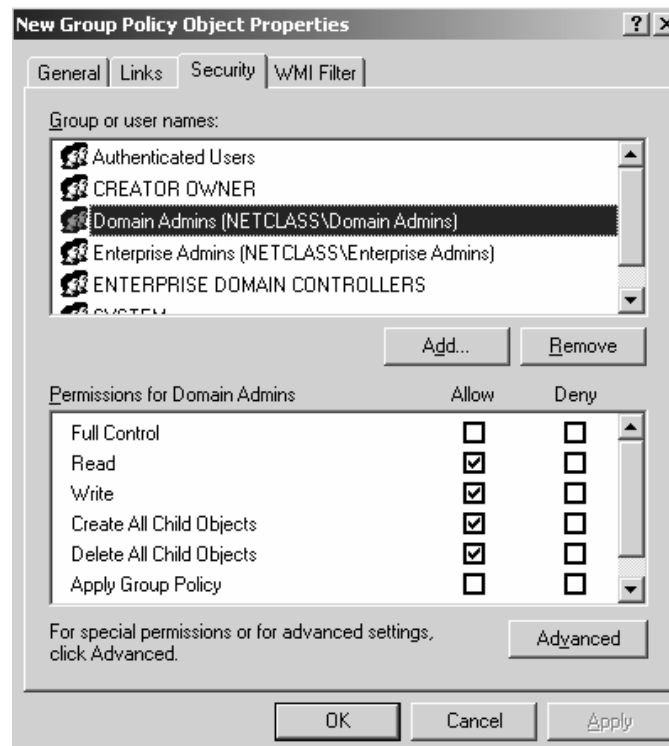 New Group Policy Object Properties
General Links Security WMI Filter
Group or user names:
Authenticated Users
CREATOR OWNER
Domain Admins (NETCLASS\Domain Admins)
Enterprise Admins (NETCLASS\Enterprise Admins)
ENTERPRISE DOMAIN CONTROLLERS
Add... Remove
Permissions for Domain Admins Allow Deny
Full Control
Read
Write
Create All Child Objects
Delete All Child Objects
Apply Group Policy
For special permissions or for advanced settings,
click Advanced.
Advanced
OK Cancel Apply